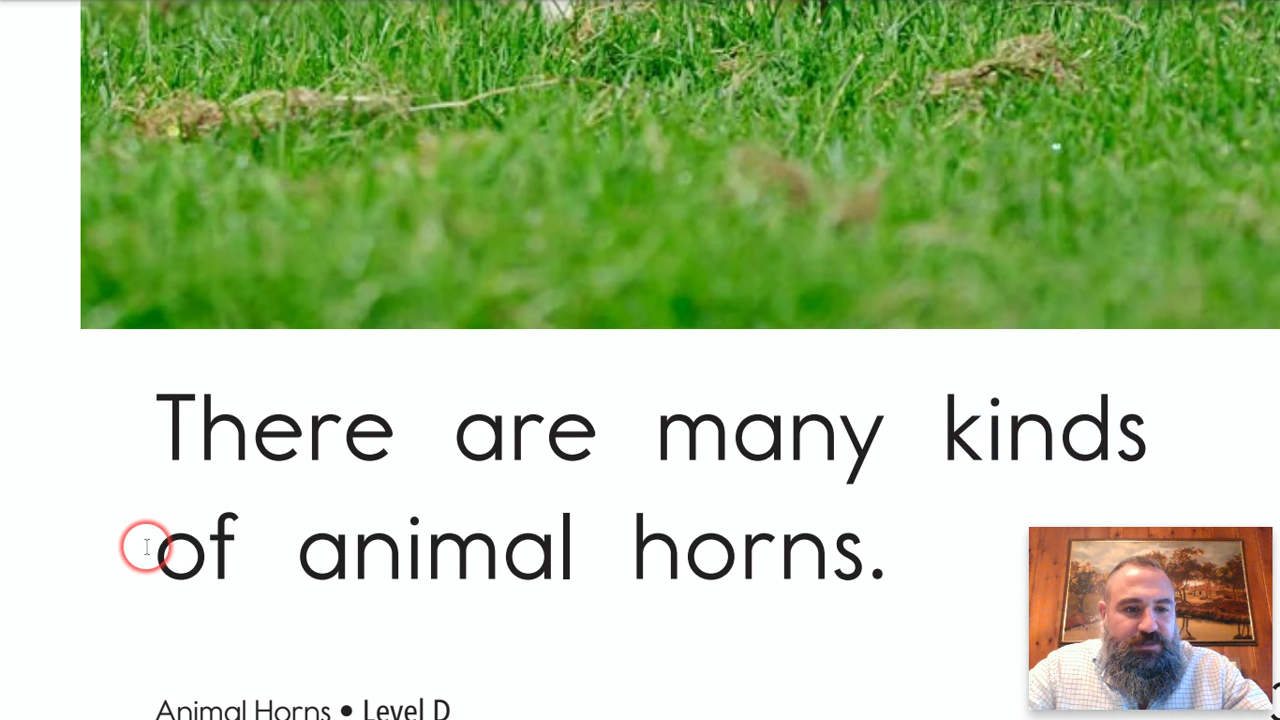 There are many kinds
of animal horns.
Animal Horns • Level D